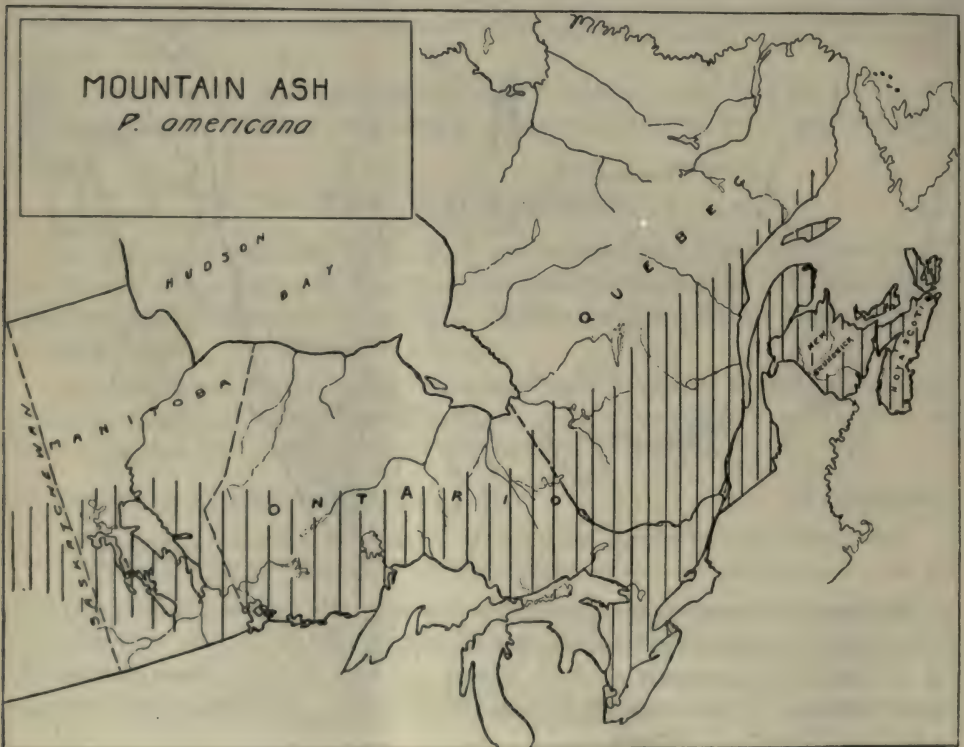 MOUNTAIN ASH
P. americana
HUDSON
BAY
QUEBEC
MANITOBA
SASKATCHEWAN
ONTARIO
NEW
BRUNSWICK
NOVA SCOTIA